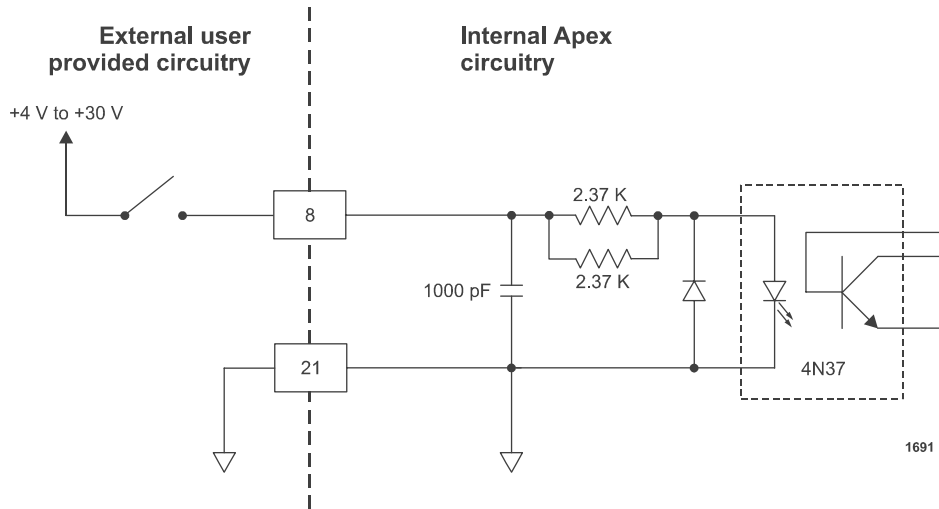 External user
provided circuitry
Internal Apex
circuitry
+4 V to +30 V
8
2.37 K
2.37 K
1000 pF
21
4N37
1691